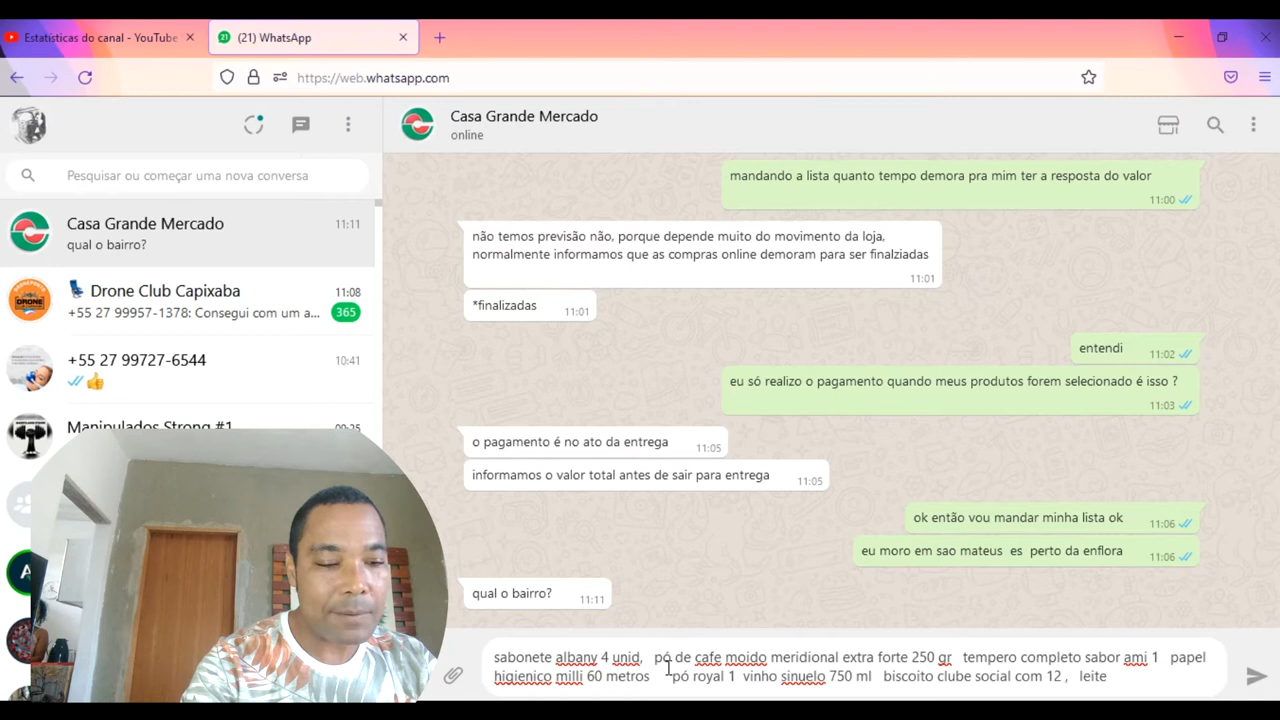 Estatísticas do canal - YouTube
(21) WhatsApp
https://web.whatsapp.com
Casa Grande Mercado
online
Pesquisar ou começar uma nova conversa
Casa Grande Mercado
11:11
qual o bairro?
Drone Club Capixaba
11:08
+55 27 99957-1378: Consegui com um a...
365
+55 27 99727-6544
10:41
Manipulados Strong #1
mandando a lista quanto tempo demora pra mim ter a resposta do valor
11:00
não temos previsão não, porque depende muito do movimento da loja,
normalmente informamos que as compras online demoram para ser finalziadas
11:01
*finalizadas
11:01
entendi
11:02
eu só realizo o pagamento quando meus produtos forem selecionado é isso ?
11:03
o pagamento é no ato da entrega
11:05
informamos o valor total antes de sair para entrega
11:05
ok então vou mandar minha lista ok
11:06
eu moro em sao mateus es perto da enflora
11:06
qual o bairro?
11:11
sabonete albany 4 unid, pó de cafe moido meridional extra forte 250 gr tempero completo sabor ami 1 papel
higienico milli 60 metros pó royal 1 vinho sinuelo 750 ml biscoito clube social com 12 , leite